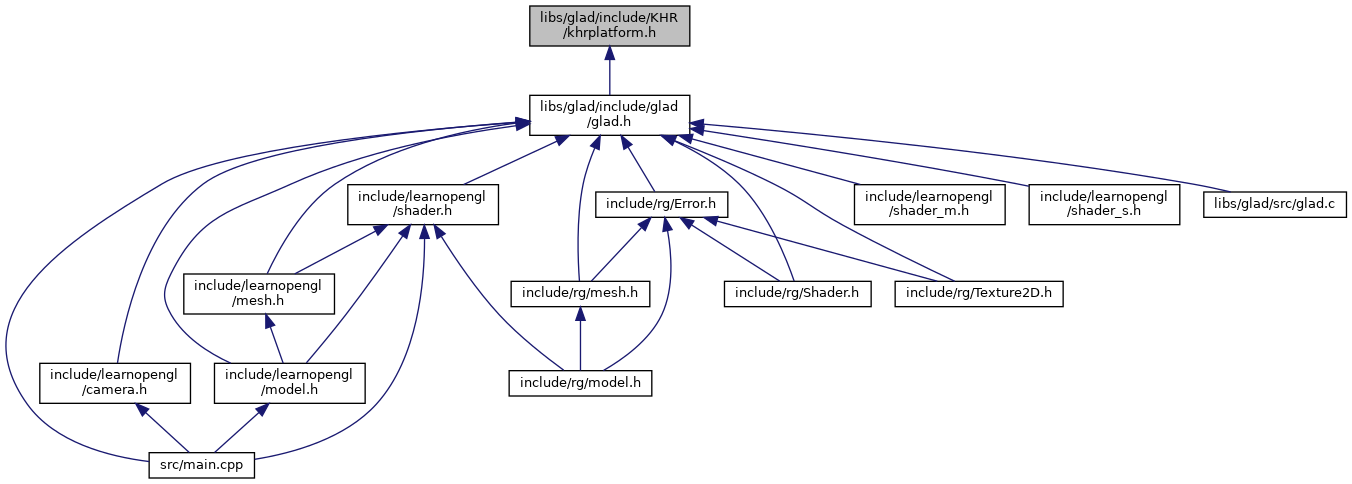 libs/glad/include/KHR
/khrplatform.h
libs/glad/include/glad
/glad.h
include/learnopengl
/shader.h
include/rg/Error.h
include/learnopengl
/shader_m.h
include/learnopengl
/shader_s.h
libs/glad/src/glad.c
include/learnopengl
/mesh.h
include/rg/mesh.h
include/rg/Shader.h
include/rg/Texture2D.h
include/learnopengl
/camera.h
include/learnopengl
/model.h
include/rg/model.h
src/main.cpp